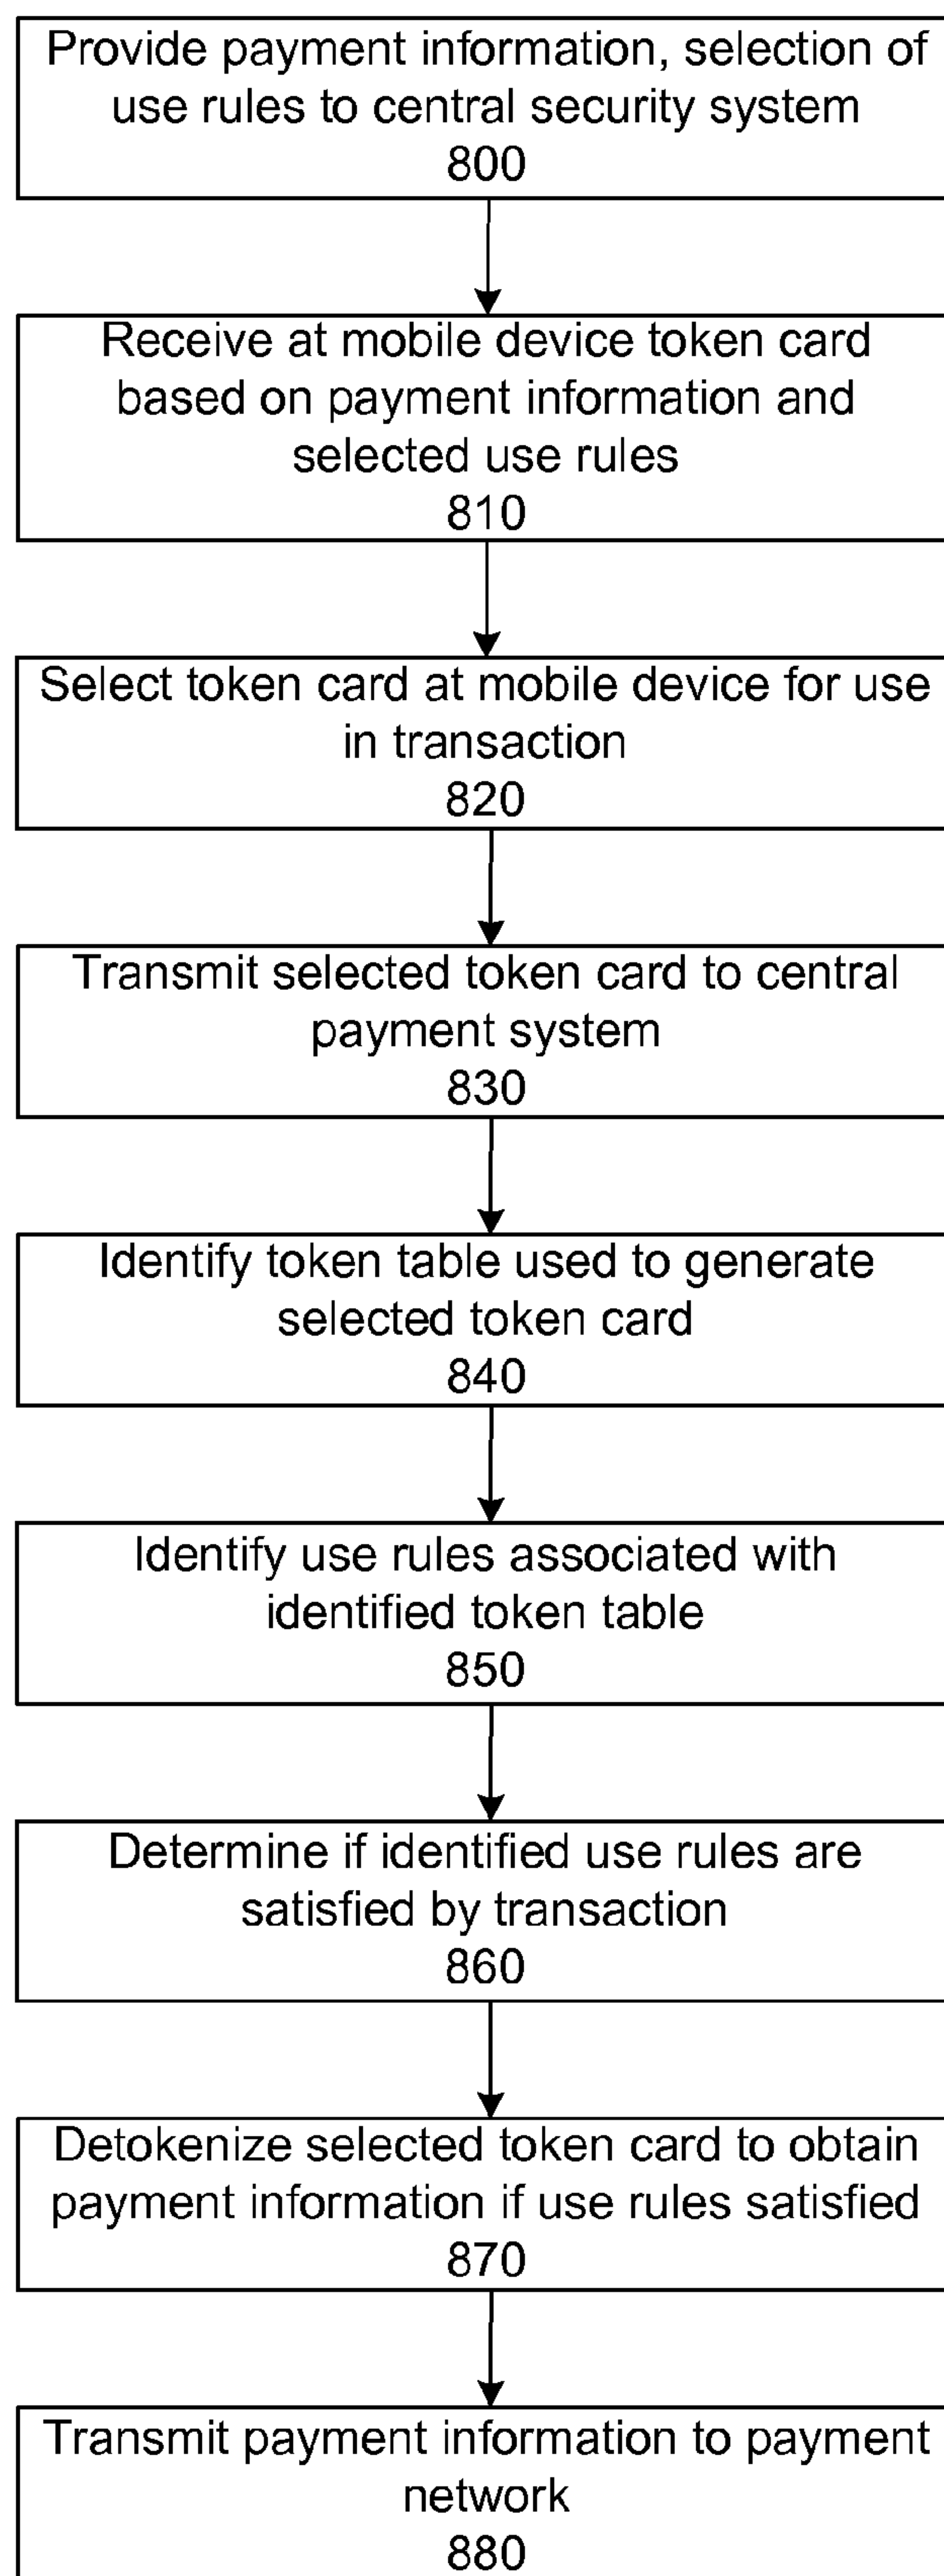 Provide payment information, selection of
use rules to central security system
800
Receive at mobile device token card
based on payment information and
selected use rules
810
Select token card at mobile device for use
in transaction
820
Transmit selected token card to central
payment system
830
Identify token table used to generate
selected token card
840
Identify use rules associated with
identified token table
850
Determine if identified use rules are
satisfied by transaction
860
Detokenize selected token card to obtain
payment information if use rules satisfied
870
Transmit payment information to payment
network
880